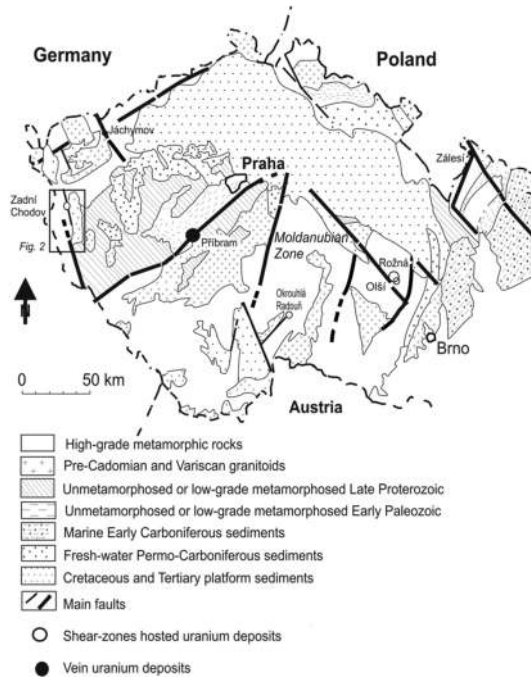 Germany
Poland
Jáchymov
Praha
Zálesí
Zadní
Chodov
Fig. 2
Příbram
Moldanubian
Zone
Rožná
Olší
Okrouhlá
Radouň
Brno
0 50 km
Austria
High-grade metamorphic rocks
Pre-Cadomian and Variscan granitoids
Unmetamorphosed or low-grade metamorphosed Late Proterozoic
Unmetamorphosed or low-grade metamorphosed Early Paleozoic
Marine Early Carboniferous sediments
Fresh-water Permo-Carboniferous sediments
Cretaceous and Tertiary platform sediments
Main faults
Shear-zones hosted uranium deposits
Vein uranium deposits